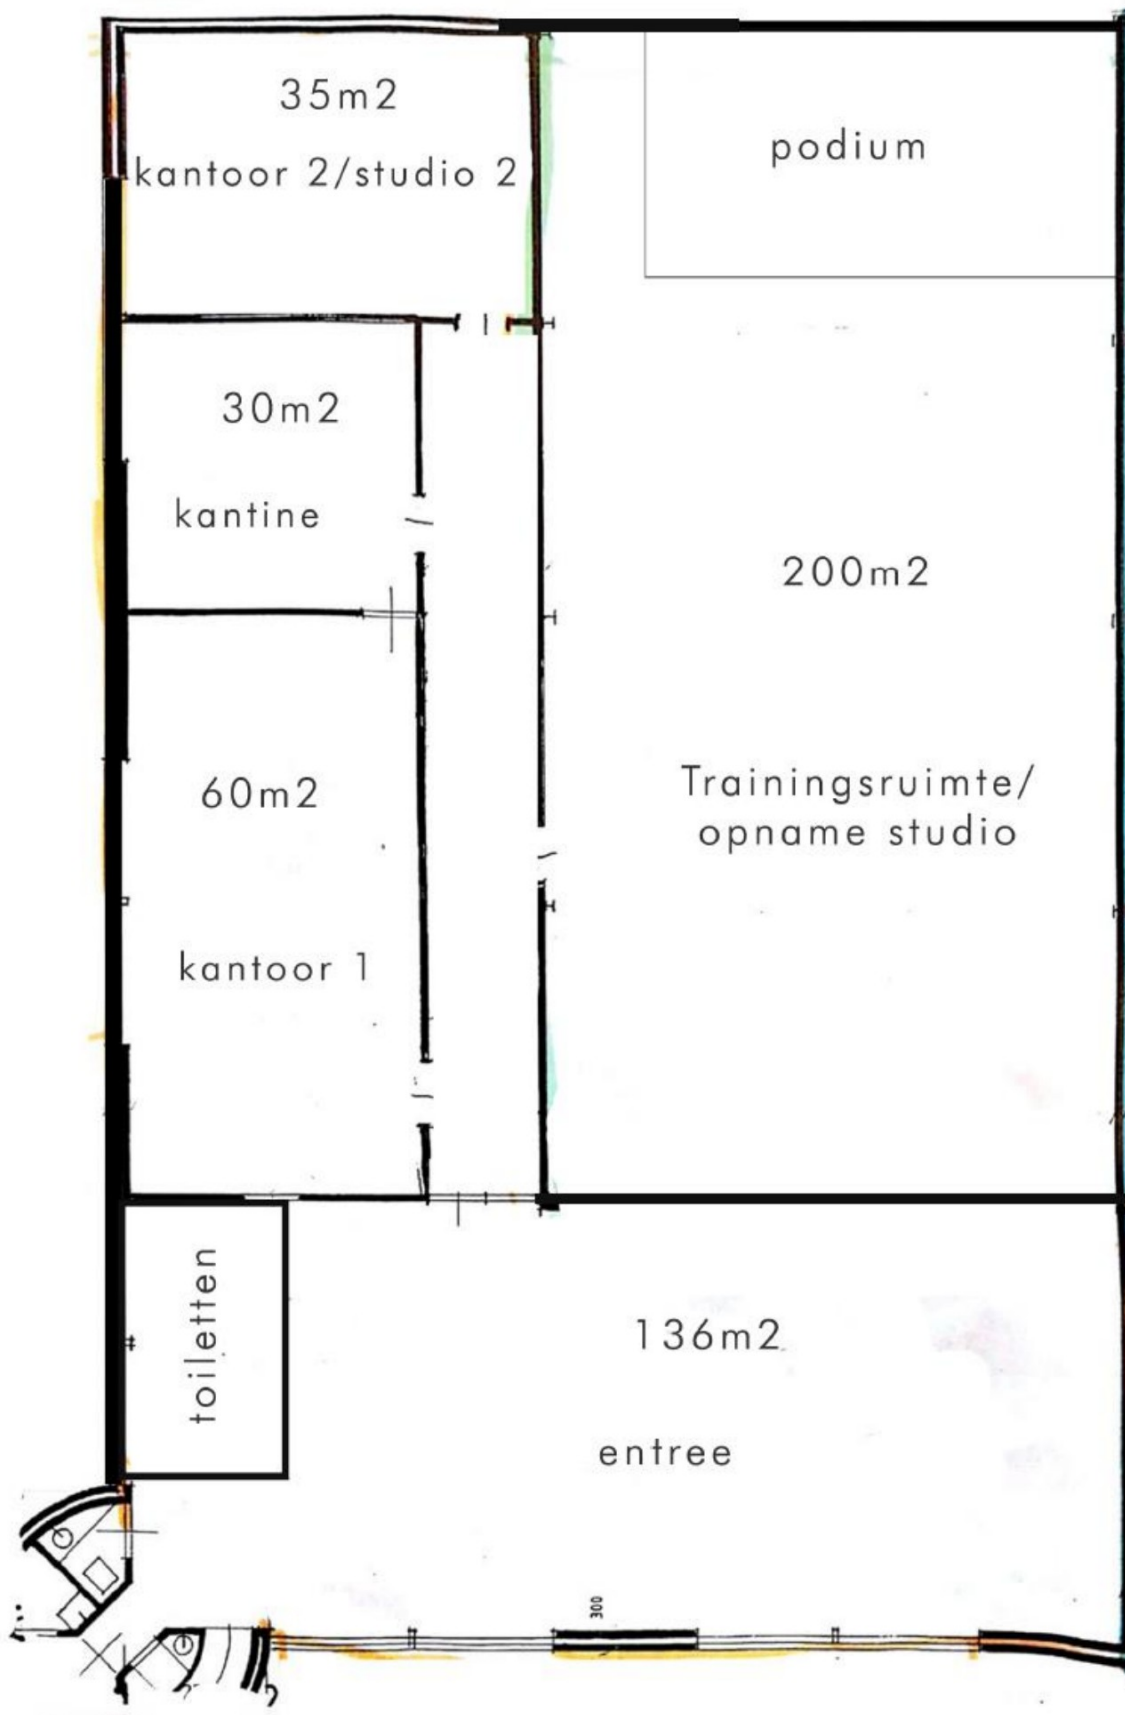 35m2
kantoor 2/studio 2
podium
30m2
kantine
200m2
60m2
Trainingsruimte/
opname studio
kantoor 1
toiletten
136m2
entree
300